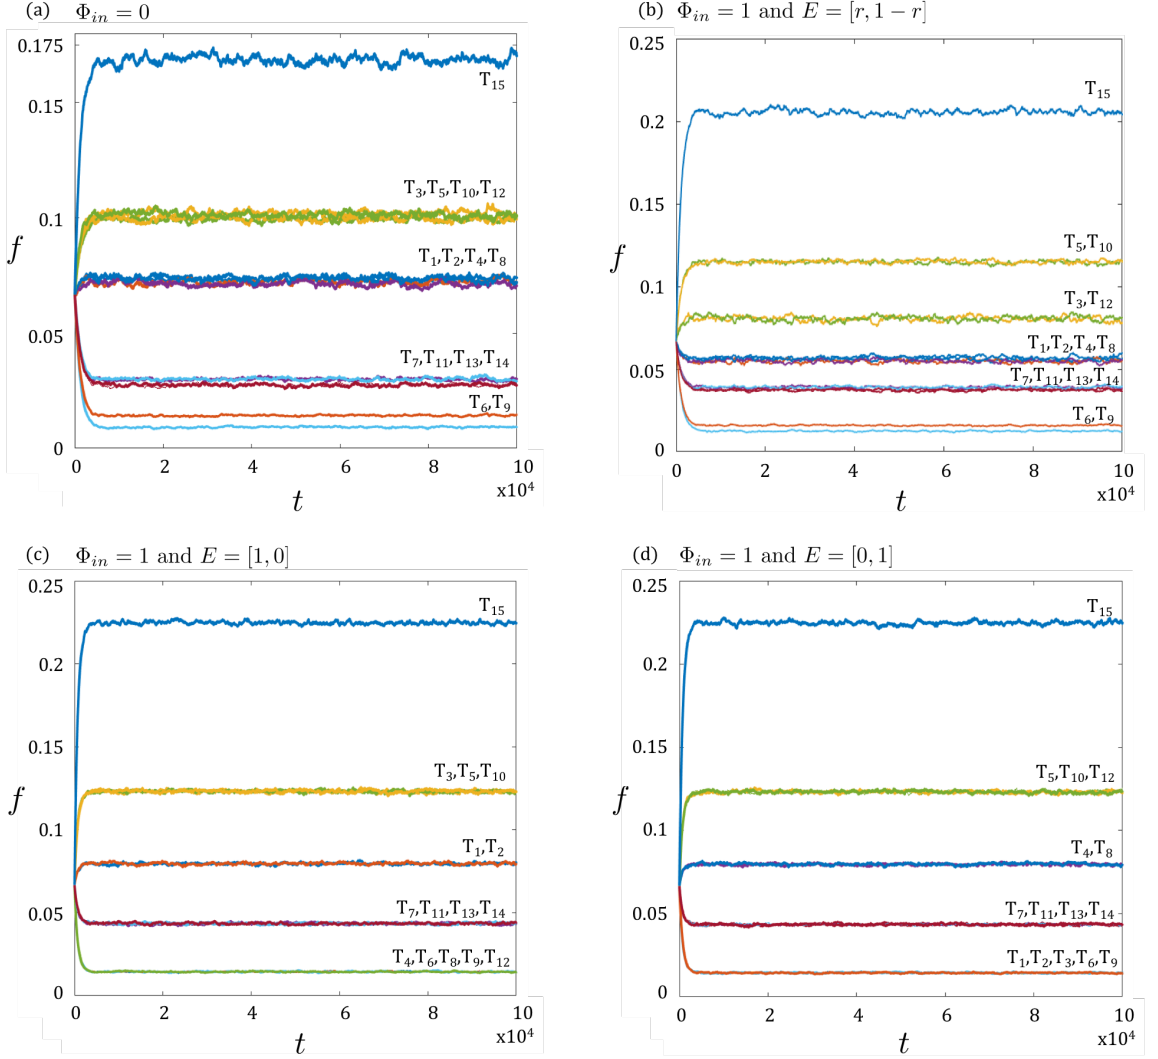 (a) Φ_in = 0
0.175
0.15
0.1
0.05
0
f
T15
T3,T5,T10,T12
T1,T2,T4,T8
T7,T11,T13,T14
T6,T9
0 2 4 6 8 10
x10^4
t
(b) Φ_in = 1 and E = [r, 1 − r]
0.25
0.2
0.15
0.1
0.05
0
f
T15
T5,T10
T3,T12
T1,T2,T4,T8
T7,T11,T13,T14
T6,T9
0 2 4 6 8 10
x10^4
t
(c) Φ_in = 1 and E = [1, 0]
0.25
0.2
0.15
0.1
0.05
0
f
T15
T3,T5,T10
T1,T2
T7,T11,T13,T14
T4,T6,T8,T9,T12
0 2 4 6 8 10
x10^4
t
(d) Φ_in = 1 and E = [0, 1]
0.25
0.2
0.15
0.1
0.05
0
f
T15
T5,T10,T12
T4,T8
T7,T11,T13,T14
T1,T2,T3,T6,T9
0 2 4 6 8 10
x10^4
t